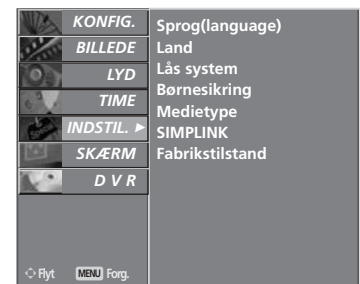 KONFIG.
BILLEDE
LYD
TIME
INDSTIL. ►
SKÆRM
D V R
Sprog(language)
Land
Lås system
Børnesikring
Medietype
SIMPLINK
Fabrikstilstand
Flyt MENU Forg.